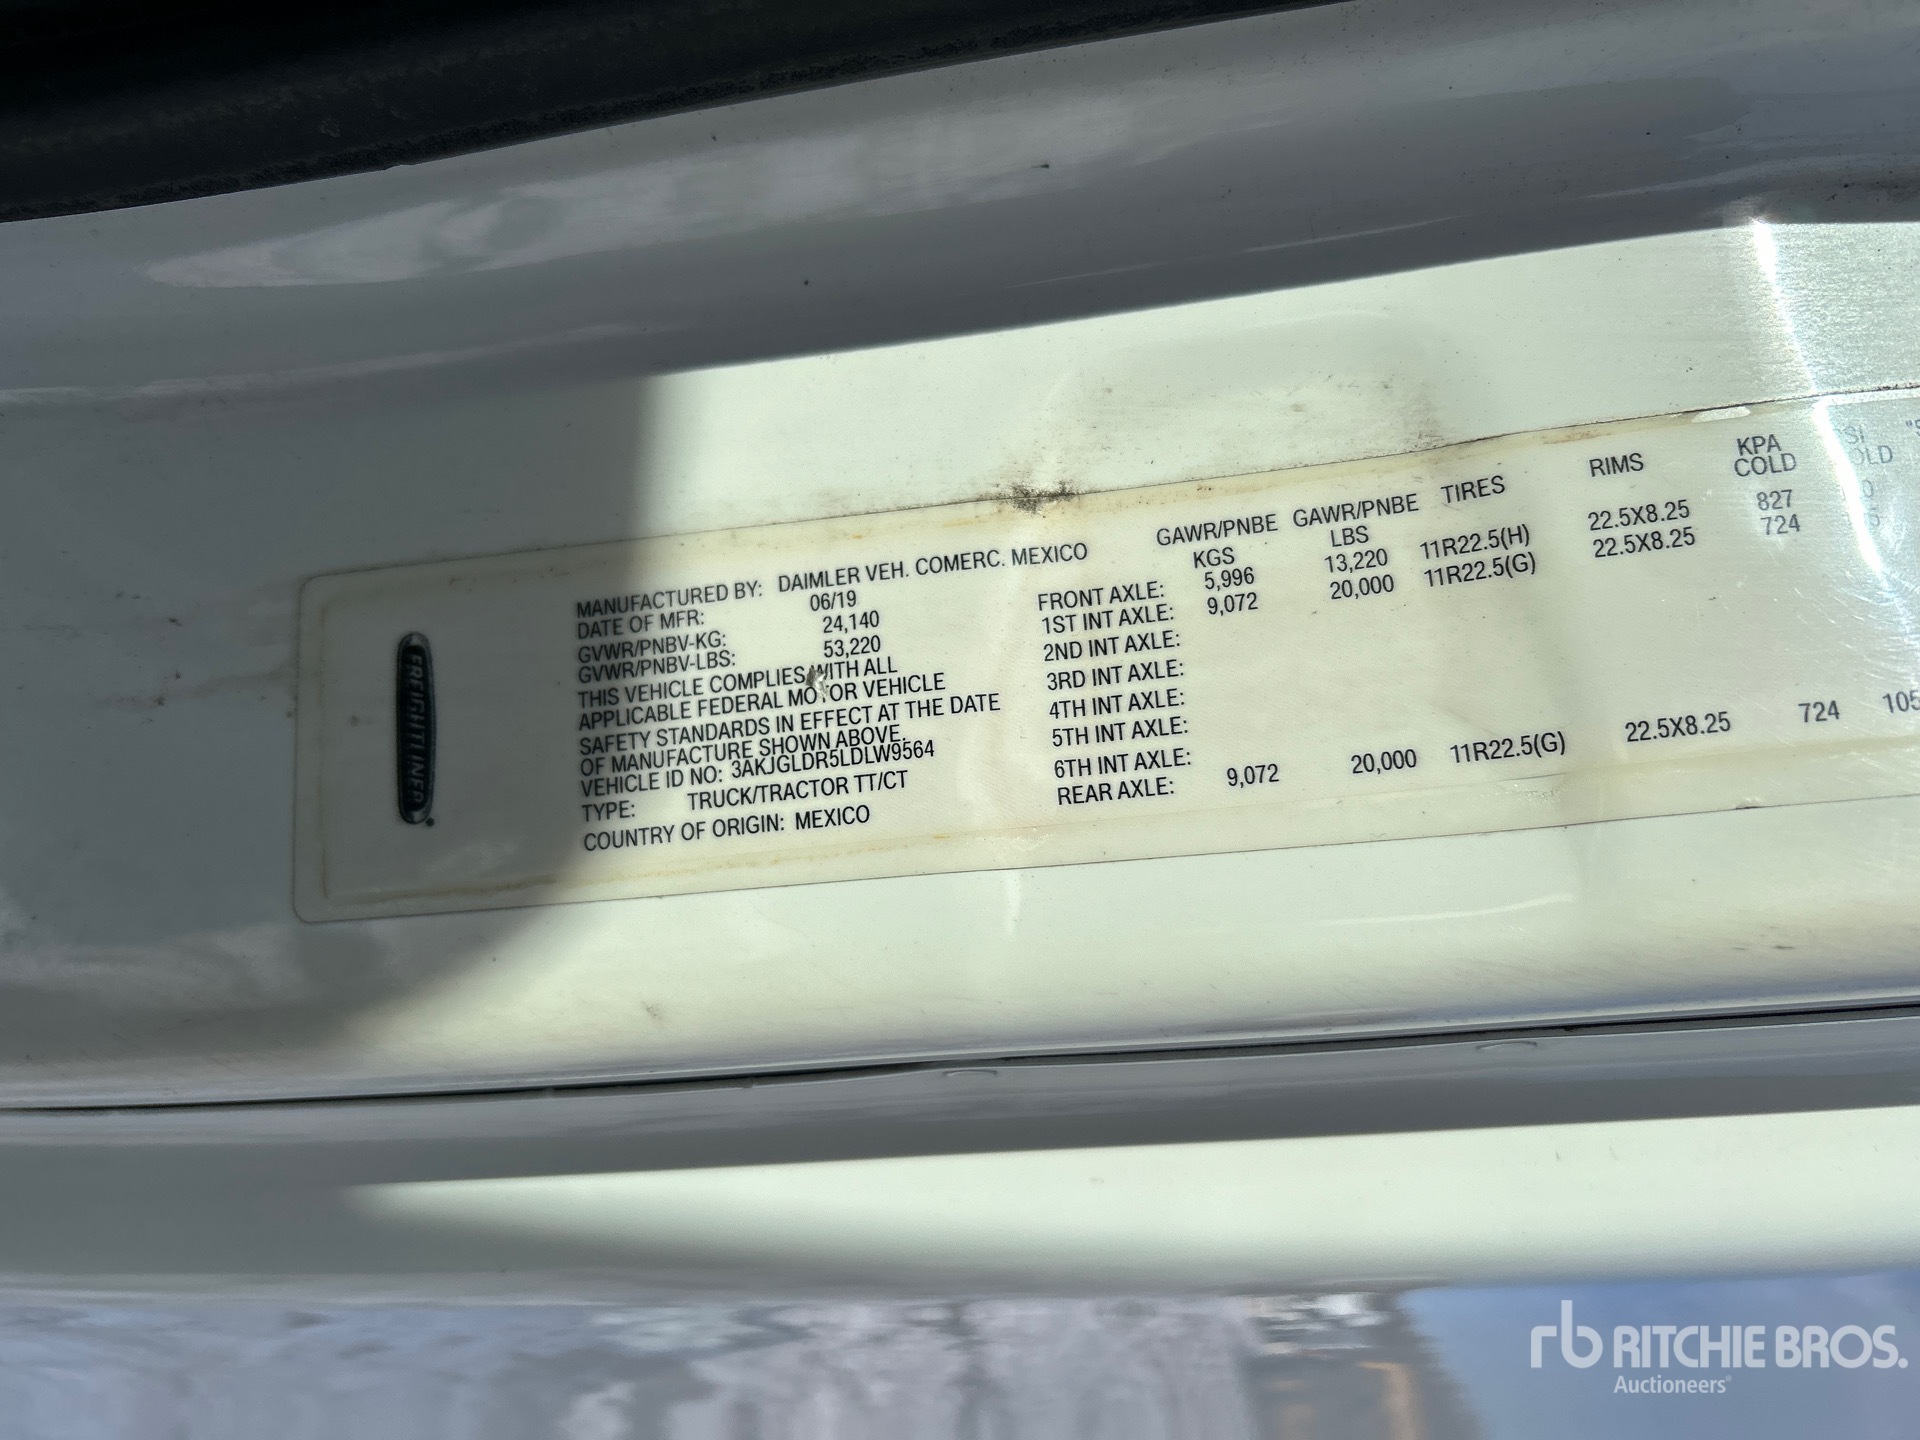 FREIGHTLINER
MANUFACTURED BY: DAIMLER VEH. COMERC. MEXICO
DATE OF MFR: 06/19
GVWR/PNBV-KG: 24,140
GVWR/PNBV-LBS: 53,220
THIS VEHICLE COMPLIES WITH ALL
APPLICABLE FEDERAL MOTOR VEHICLE
SAFETY STANDARDS IN EFFECT AT THE DATE
OF MANUFACTURE SHOWN ABOVE.
VEHICLE ID NO: 3AKJGLDR5LDLW9564
TYPE: TRUCK/TRACTOR TT/CT
COUNTRY OF ORIGIN: MEXICO
GAWR/PNBE GAWR/PNBE TIRES RIMS KPA
KGS LBS COLD
FRONT AXLE: 5,996 13,220 11R22.5(H) 22.5X8.25 827
1ST INT AXLE: 9,072 20,000 11R22.5(G) 22.5X8.25 724
2ND INT AXLE:
3RD INT AXLE:
4TH INT AXLE:
5TH INT AXLE:
6TH INT AXLE:
REAR AXLE: 9,072 20,000 11R22.5(G) 22.5X8.25 724 105
rb RITCHIE BROS.
Auctioneers